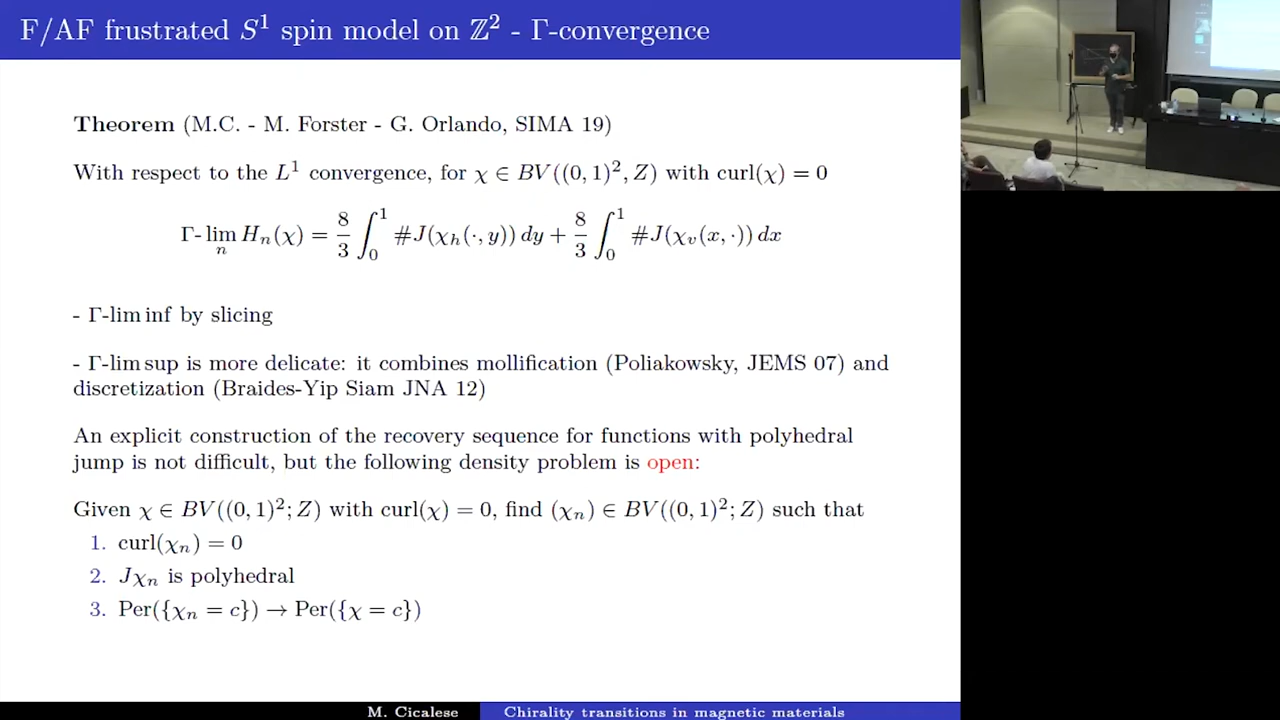 F/AF frustrated S¹ spin model on ℤ² - Γ-convergence
Theorem (M.C. - M. Forster - G. Orlando, SIMA 19)
With respect to the L¹ convergence, for χ ∈ BV((0, 1)², Z) with curl(χ) = 0
Γ- lim_n H_n(χ) = 8/3 ∫_0^1 #J(χ_h(·, y)) dy + 8/3 ∫_0^1 #J(χ_v(x, ·)) dx
- Γ-lim inf by slicing
- Γ-lim sup is more delicate: it combines mollification (Poliakowsky, JEMS 07) and
discretization (Braides-Yip Siam JNA 12)
An explicit construction of the recovery sequence for functions with polyhedral
jump is not difficult, but the following density problem is open:
Given χ ∈ BV((0, 1)²; Z) with curl(χ) = 0, find (χ_n) ∈ BV((0, 1)²; Z) such that
1. curl(χ_n) = 0
2. Jχ_n is polyhedral
3. Per({χ_n = c}) → Per({χ = c})
M. Cicalese Chirality transitions in magnetic materials